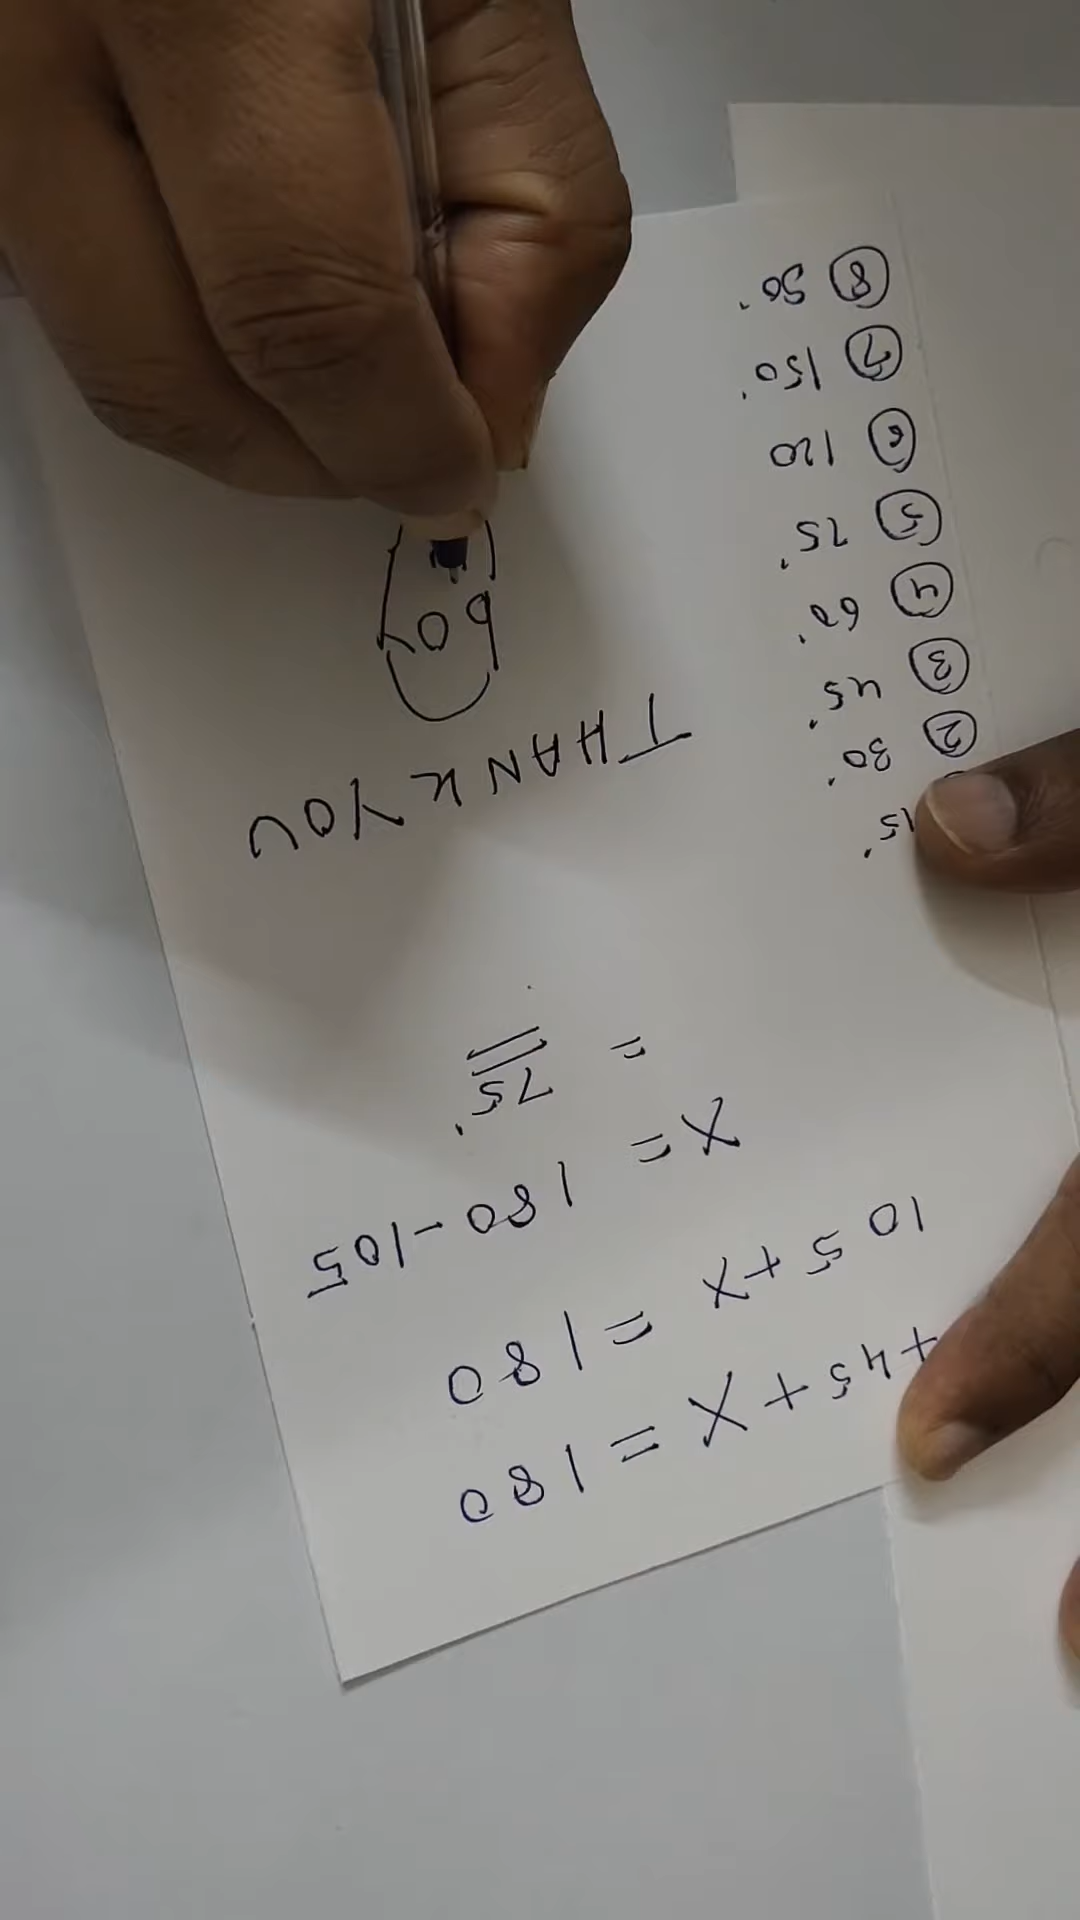 +45+X=180
105+X =180
X = 180-105
= 75°
15°
② 30°
③ 45°
④ 60°
⑤ 75°
⑥ 120
⑦ 150°
⑧ 50°
THANK YOU